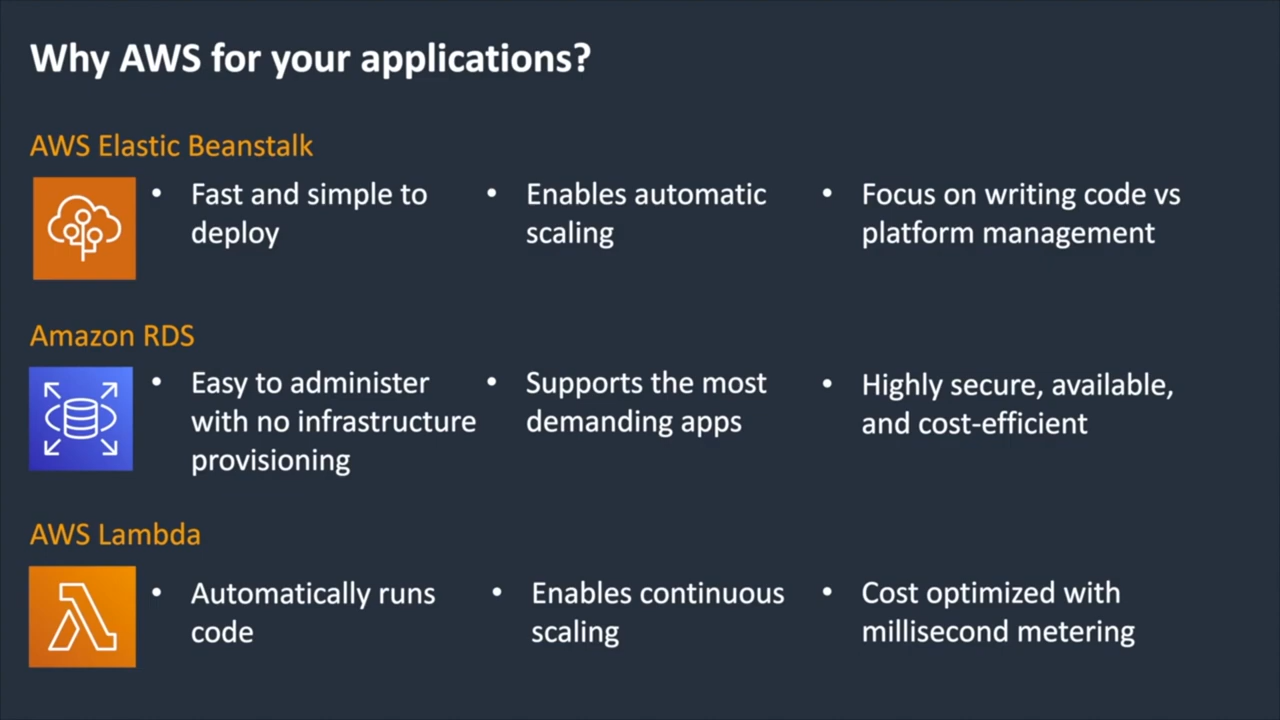 Why AWS for your applications?
AWS Elastic Beanstalk
• Fast and simple to
deploy
• Enables automatic
scaling
• Focus on writing code vs
platform management
Amazon RDS
• Easy to administer
with no infrastructure
provisioning
• Supports the most
demanding apps
• Highly secure, available,
and cost-efficient
AWS Lambda
• Automatically runs
code
• Enables continuous
scaling
• Cost optimized with
millisecond metering